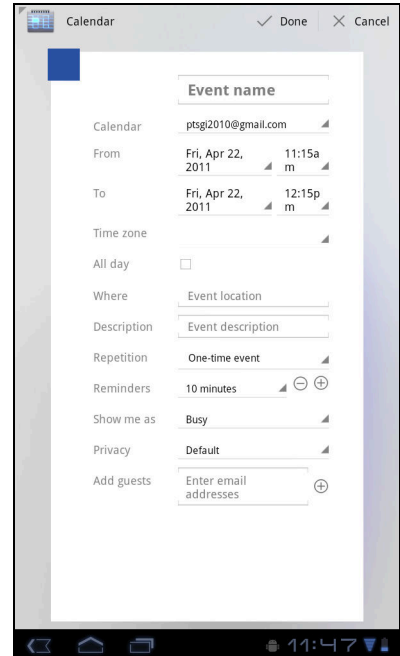 Calendar
Done
Cancel
Event name
Calendar
ptsgi2010@gmail.com
From
Fri, Apr 22,
2011
11:15a
m
To
Fri, Apr 22,
2011
12:15p
m
Time zone
All day
Where
Event location
Description
Event description
Repetition
One-time event
Reminders
10 minutes
Show me as
Busy
Privacy
Default
Add guests
Enter email
addresses
11:47